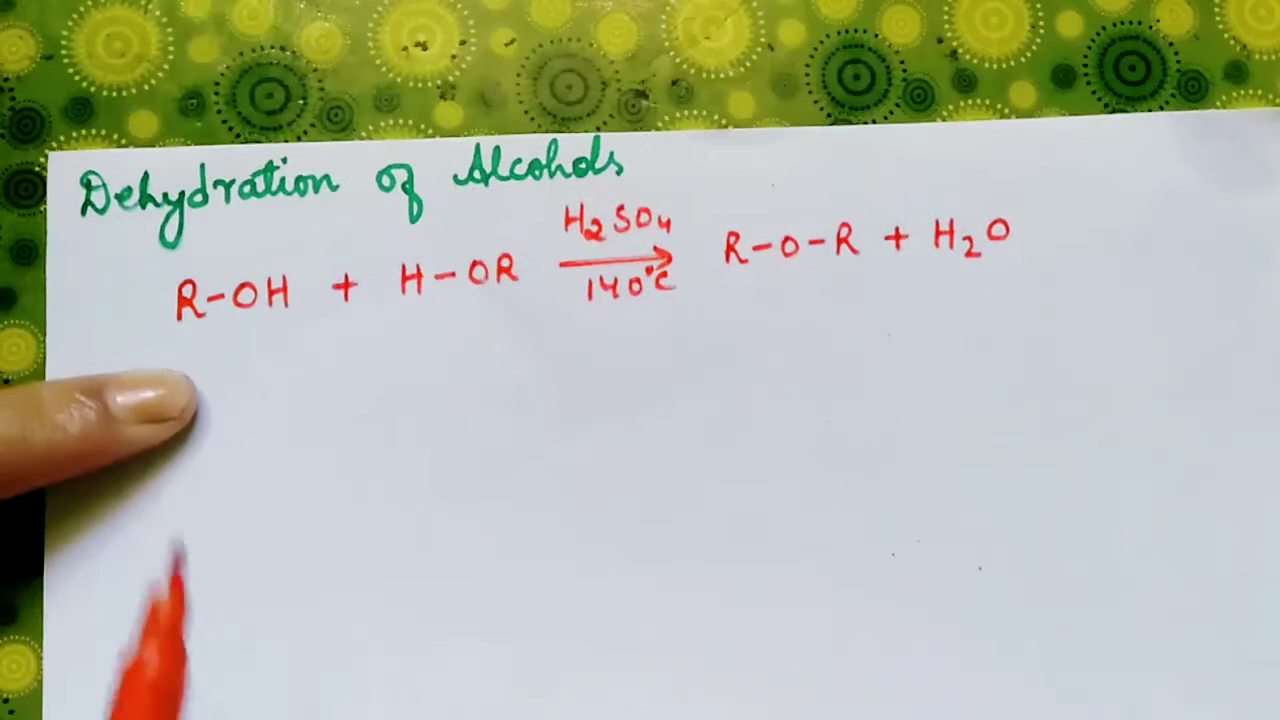 Dehydration of Alcohols
R-OH + H-OR H2SO4 140°C R-O-R + H2O